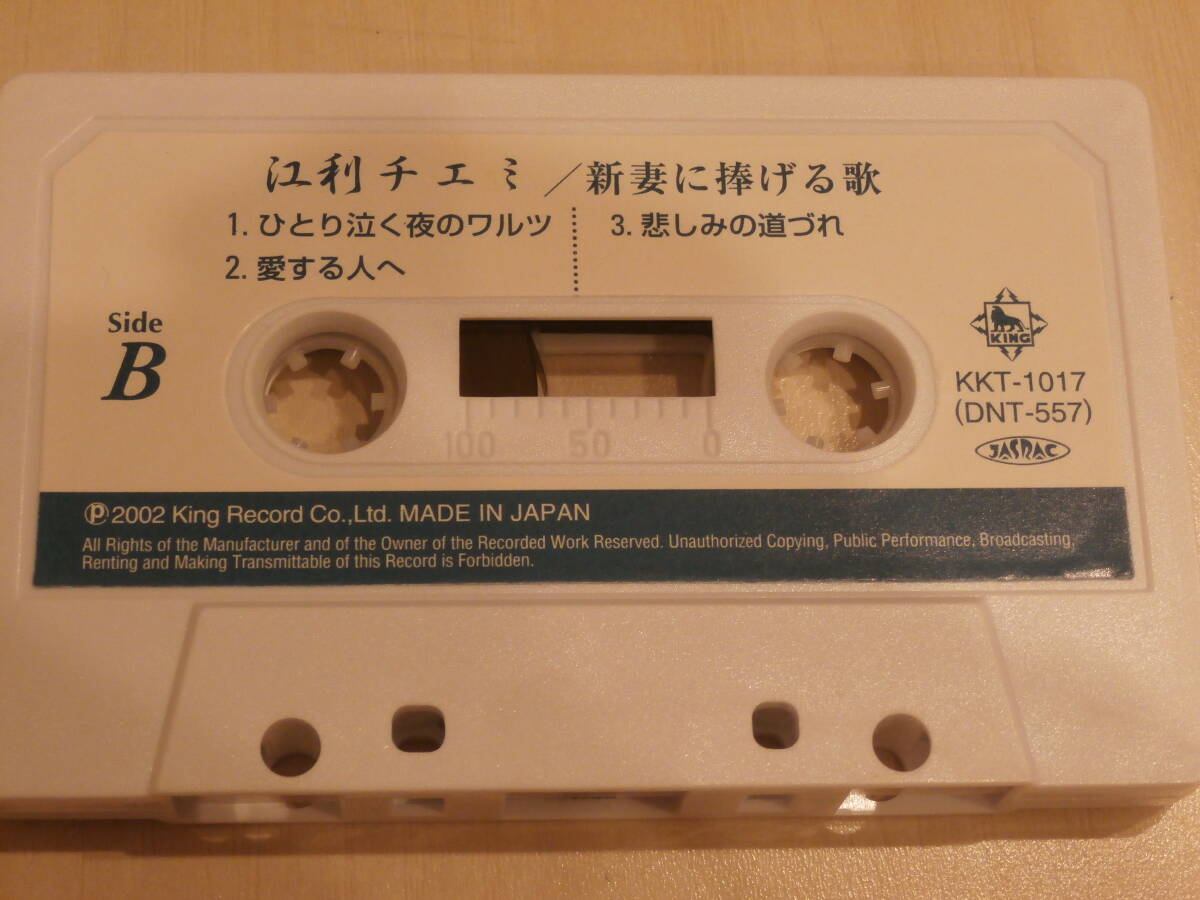 江利チエミ/新妻に捧げる歌
1. ひとり泣く夜のワルツ
2. 愛する人へ
3. 悲しみの道づれ
Side
B
KING
KKT-1017
(DNT-557)
JASRAC
100 50 0
Ⓟ2002 King Record Co.,Ltd. MADE IN JAPAN
All Rights of the Manufacturer and of the Owner of the Recorded Work Reserved. Unauthorized Copying, Public Performance, Broadcasting,
Renting and Making Transmittable of this Record is Forbidden.